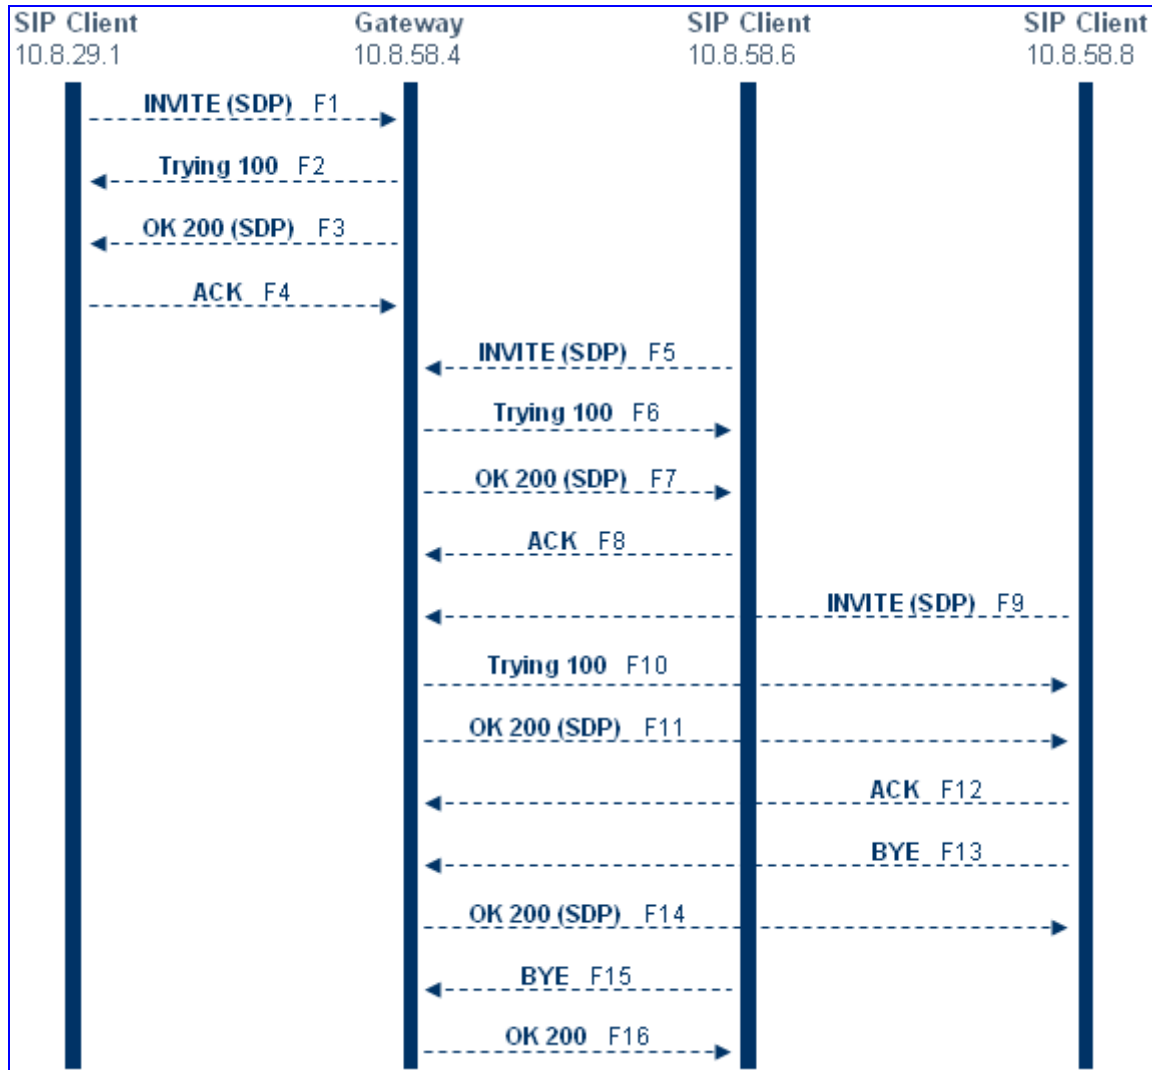 SIP Client Gateway SIP Client SIP Client
10.8.29.1 10.8.58.4 10.8.58.6 10.8.58.8
INVITE (SDP) F1
Trying 100 F2
OK 200 (SDP) F3
ACK F4
INVITE (SDP) F5
Trying 100 F6
OK 200 (SDP) F7
ACK F8
INVITE (SDP) F9
Trying 100 F10
OK 200 (SDP) F11
ACK F12
BYE F13
OK 200 (SDP) F14
BYE F15
OK 200 F16